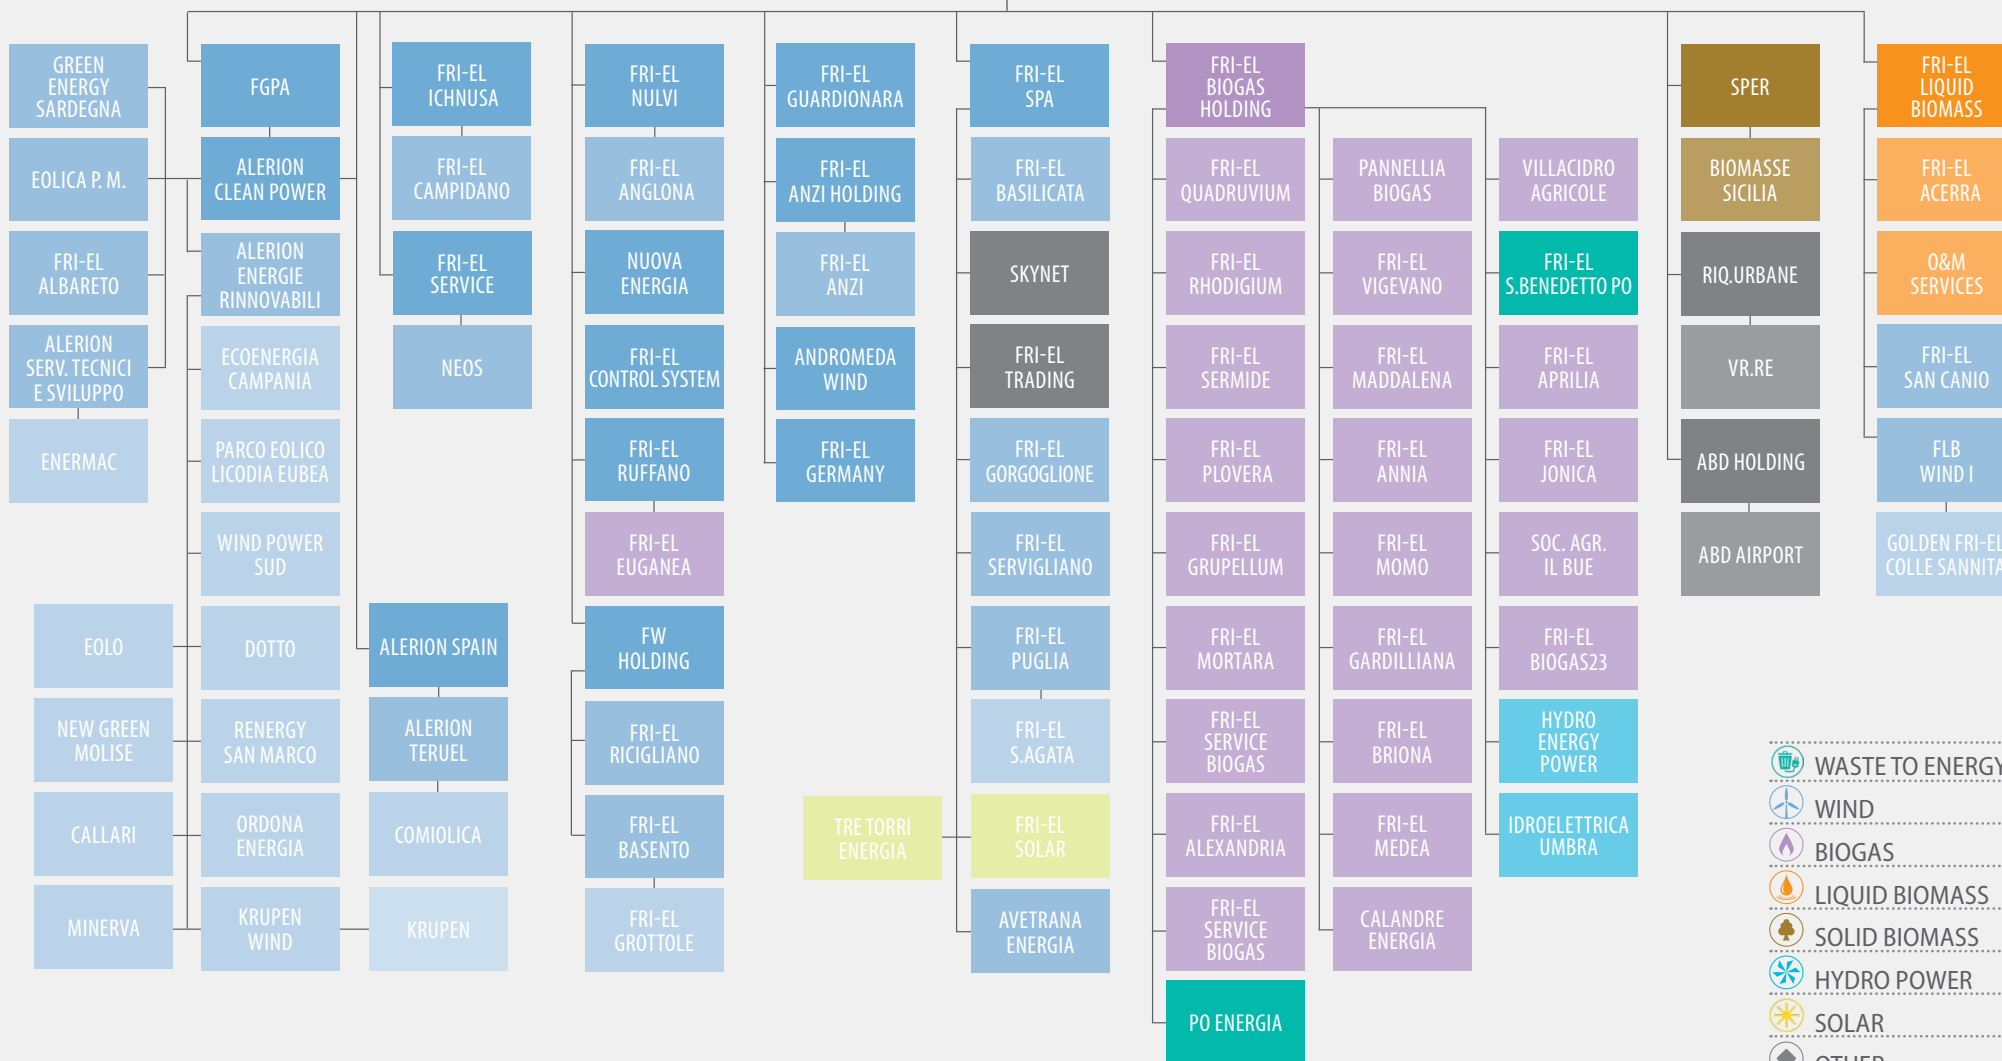 GREEN
ENERGY
SARDEGNA
EOLICA P. M.
FRI-EL
ALBARETO
ALERION
SERV. TECNICI
E SVILUPPO
ENERMAC
EOLO
NEW GREEN
MOLISE
CALLARI
MINERVA
FGPA
ALERION
CLEAN POWER
ALERION
ENERGIE
RINNOVABILI
ECOENERGIA
CAMPANIA
PARCO EOLICO
LICODIA EUBEA
WIND POWER
SUD
DOTTO
RENERGY
SAN MARCO
ORDONA
ENERGIA
KRUPEN
WIND
FRI-EL
ICHNUSA
FRI-EL
CAMPIDANO
FRI-EL
SERVICE
NEOS
ALERION SPAIN
ALERION
TERUEL
COMIOLICA
KRUPEN
FRI-EL
NULVI
FRI-EL
ANGLONA
NUOVA
ENERGIA
FRI-EL
CONTROL SYSTEM
FRI-EL
RUFFANO
FRI-EL
EUGANEA
FW
HOLDING
FRI-EL
RICIGLIANO
FRI-EL
BASENTO
FRI-EL
GROTTOLE
FRI-EL
GUARDIONARA
FRI-EL
ANZI HOLDING
FRI-EL
ANZI
ANDROMEDA
WIND
FRI-EL
GERMANY
TRE TORRI
ENERGIA
FRI-EL
SPA
FRI-EL
BASILICATA
SKYNET
FRI-EL
TRADING
FRI-EL
GORGOGLIONE
FRI-EL
SERVIGLIANO
FRI-EL
PUGLIA
FRI-EL
S.AGATA
FRI-EL
SOLAR
AVETRANA
ENERGIA
FRI-EL
BIOGAS
HOLDING
FRI-EL
QUADRUVIUM
FRI-EL
RHODIGIUM
FRI-EL
SERMIDE
FRI-EL
PLOVERA
FRI-EL
GRUPELLUM
FRI-EL
MORTARA
FRI-EL
SERVICE
BIOGAS
FRI-EL
ALEXANDRIA
FRI-EL
SERVICE
BIOGAS
PO ENERGIA
PANNELLIA
BIOGAS
FRI-EL
VIGEVANO
FRI-EL
MADDALENA
FRI-EL
ANNIA
FRI-EL
MOMO
FRI-EL
GARDILLIANA
FRI-EL
BRIONA
FRI-EL
MEDEA
CALANDRE
ENERGIA
VILLACIDRO
AGRICOLE
FRI-EL
S.BENEDETTO PO
FRI-EL
APRILIA
FRI-EL
JONICA
SOC. AGR.
IL BUE
FRI-EL
BIOGAS23
HYDRO
ENERGY
POWER
IDROELETTRICA
UMBRA
SPER
BIOMASSE
SICILIA
RIQ.URBANE
VR.RE
ABD HOLDING
ABD AIRPORT
FRI-EL
LIQUID
BIOMASS
FRI-EL
ACERRA
O&M
SERVICES
FRI-EL
SAN CANIO
FLB
WIND I
GOLDEN FRI-EL
COLLE SANNITA
WASTE TO ENERGY
WIND
BIOGAS
LIQUID BIOMASS
SOLID BIOMASS
HYDRO POWER
SOLAR
OTHER